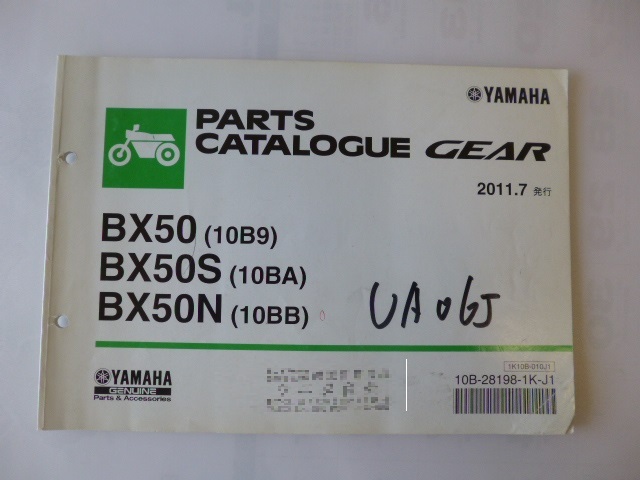 YAMAHA
PARTS
CATALOGUE GEAR
2011.7 発行
BX50 (10B9)
BX50S (10BA)
BX50N (10BB)
UA06J
YAMAHA
GENUINE
Parts & Accessories
1K10B-010J1
10B-28198-1K-J1